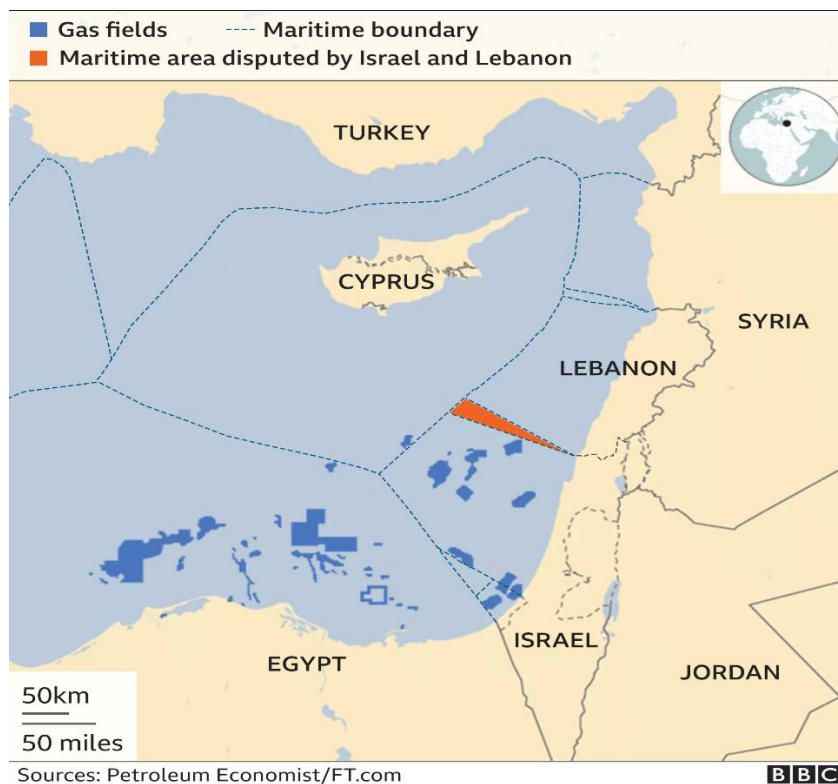 Gas fields
Maritime boundary
Maritime area disputed by Israel and Lebanon
TURKEY
CYPRUS
SYRIA
LEBANON
ISRAEL
EGYPT
JORDAN
50km
50 miles
Sources: Petroleum Economist/FT.com
BBC